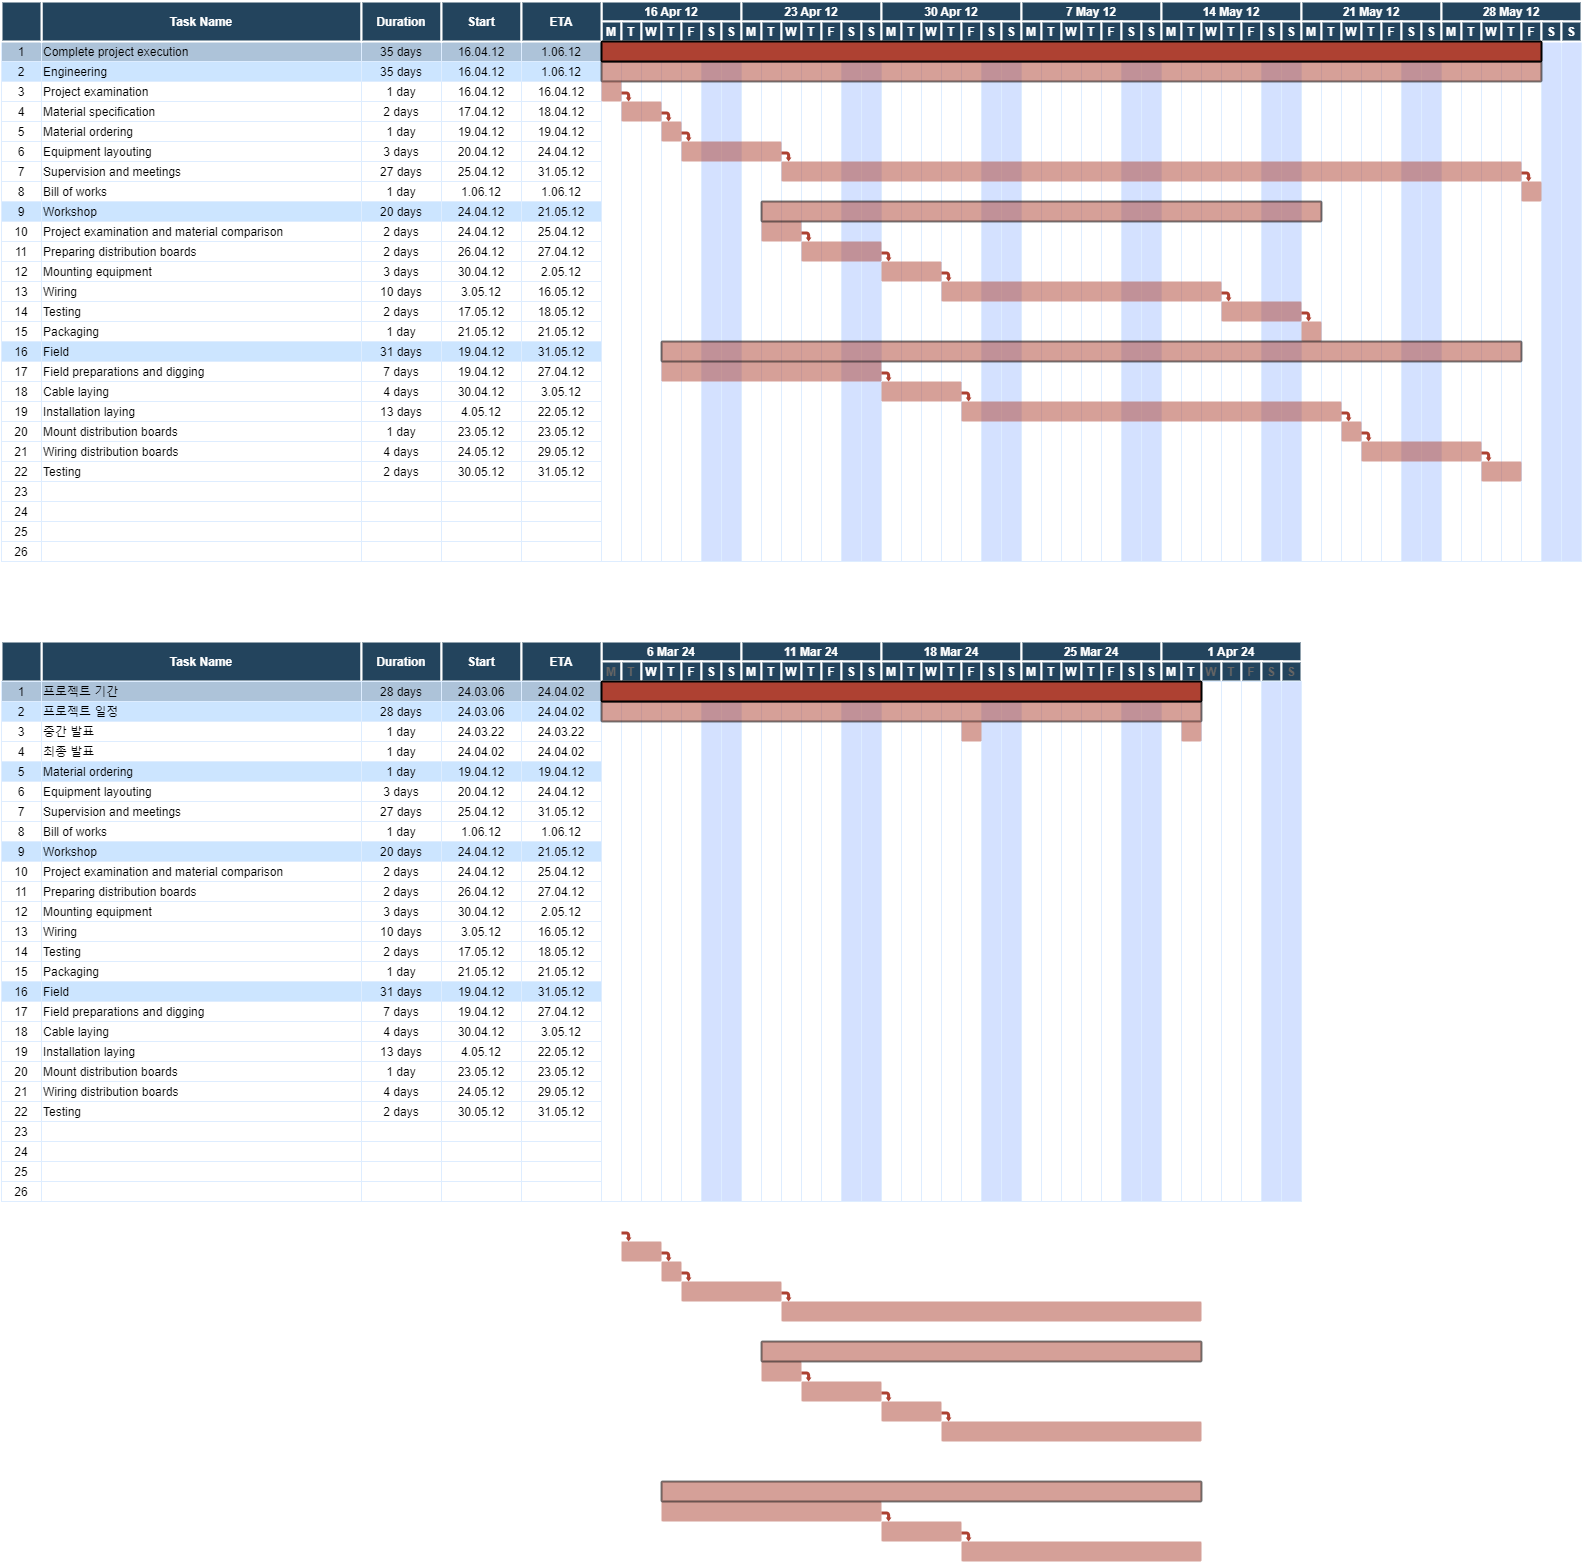 Task Name Duration Start ETA 16 Apr 12 23 Apr 12 30 Apr 12 7 May 12 14 May 12 21 May 12 28 May 12
M T W T F S S M T W T F S S M T W T F S S M T W T F S S M T W T F S S M T W T F S S M T W T F S S
1 Complete project execution 35 days 16.04.12 1.06.12
2 Engineering 35 days 16.04.12 1.06.12
3 Project examination 1 day 16.04.12 16.04.12
4 Material specification 2 days 17.04.12 18.04.12
5 Material ordering 1 day 19.04.12 19.04.12
6 Equipment layouting 3 days 20.04.12 24.04.12
7 Supervision and meetings 27 days 25.04.12 31.05.12
8 Bill of works 1 day 1.06.12 1.06.12
9 Workshop 20 days 24.04.12 21.05.12
10 Project examination and material comparison 2 days 24.04.12 25.04.12
11 Preparing distribution boards 2 days 26.04.12 27.04.12
12 Mounting equipment 3 days 30.04.12 2.05.12
13 Wiring 10 days 3.05.12 16.05.12
14 Testing 2 days 17.05.12 18.05.12
15 Packaging 1 day 21.05.12 21.05.12
16 Field 31 days 19.04.12 31.05.12
17 Field preparations and digging 7 days 19.04.12 27.04.12
18 Cable laying 4 days 30.04.12 3.05.12
19 Installation laying 13 days 4.05.12 22.05.12
20 Mount distribution boards 1 day 23.05.12 23.05.12
21 Wiring distribution boards 4 days 24.05.12 29.05.12
22 Testing 2 days 30.05.12 31.05.12
23
24
25
26
Task Name Duration Start ETA 6 Mar 24 11 Mar 24 18 Mar 24 25 Mar 24 1 Apr 24
M T W T F S S M T W T F S S M T W T F S S M T W T F S S M T W T F S S
1 프로젝트 기간 28 days 24.03.06 24.04.02
2 프로젝트 일정 28 days 24.03.06 24.04.02
3 중간 발표 1 day 24.03.22 24.03.22
4 최종 발표 1 day 24.04.02 24.04.02
5 Material ordering 1 day 19.04.12 19.04.12
6 Equipment layouting 3 days 20.04.12 24.04.12
7 Supervision and meetings 27 days 25.04.12 31.05.12
8 Bill of works 1 day 1.06.12 1.06.12
9 Workshop 20 days 24.04.12 21.05.12
10 Project examination and material comparison 2 days 24.04.12 25.04.12
11 Preparing distribution boards 2 days 26.04.12 27.04.12
12 Mounting equipment 3 days 30.04.12 2.05.12
13 Wiring 10 days 3.05.12 16.05.12
14 Testing 2 days 17.05.12 18.05.12
15 Packaging 1 day 21.05.12 21.05.12
16 Field 31 days 19.04.12 31.05.12
17 Field preparations and digging 7 days 19.04.12 27.04.12
18 Cable laying 4 days 30.04.12 3.05.12
19 Installation laying 13 days 4.05.12 22.05.12
20 Mount distribution boards 1 day 23.05.12 23.05.12
21 Wiring distribution boards 4 days 24.05.12 29.05.12
22 Testing 2 days 30.05.12 31.05.12
23
24
25
26